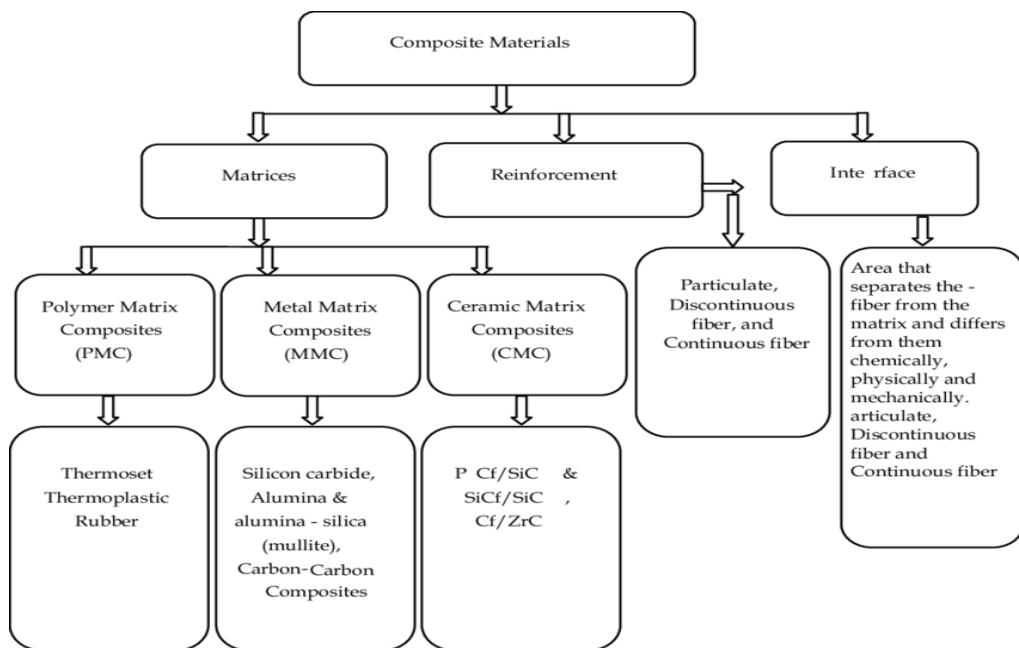 Composite Materials
Matrices
Reinforcement
Inte rface
Polymer Matrix
Composites
(PMC)
Metal Matrix
Composites
(MMC)
Ceramic Matrix
Composites
(CMC)
Particulate,
Discontinuous
fiber, and
Continuous fiber
Area that
separates the -
fiber from the
matrix and differs
from them
chemically,
physically and
mechanically.
articulate,
Discontinuous
fiber and
Continuous fiber
Thermoset
Thermoplastic
Rubber
Silicon carbide,
Alumina &
alumina - silica
(mullite),
Carbon-Carbon
Composites
P Cf/SiC &
SiCf/SiC ,
Cf/ZrC